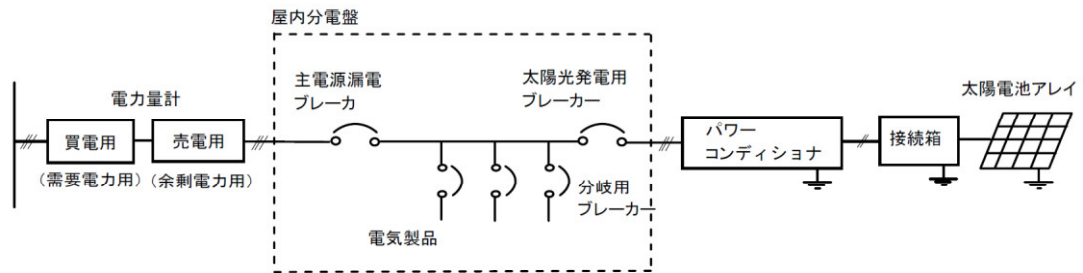 屋内分電盤
電力量計
買電用
売電用
(需要電力用)
(余剰電力用)
主電源漏電
ブレーカ
太陽光発電用
ブレーカー
分岐用
ブレーカー
電気製品
パワー
コンディショナ
接続箱
太陽電池アレイ